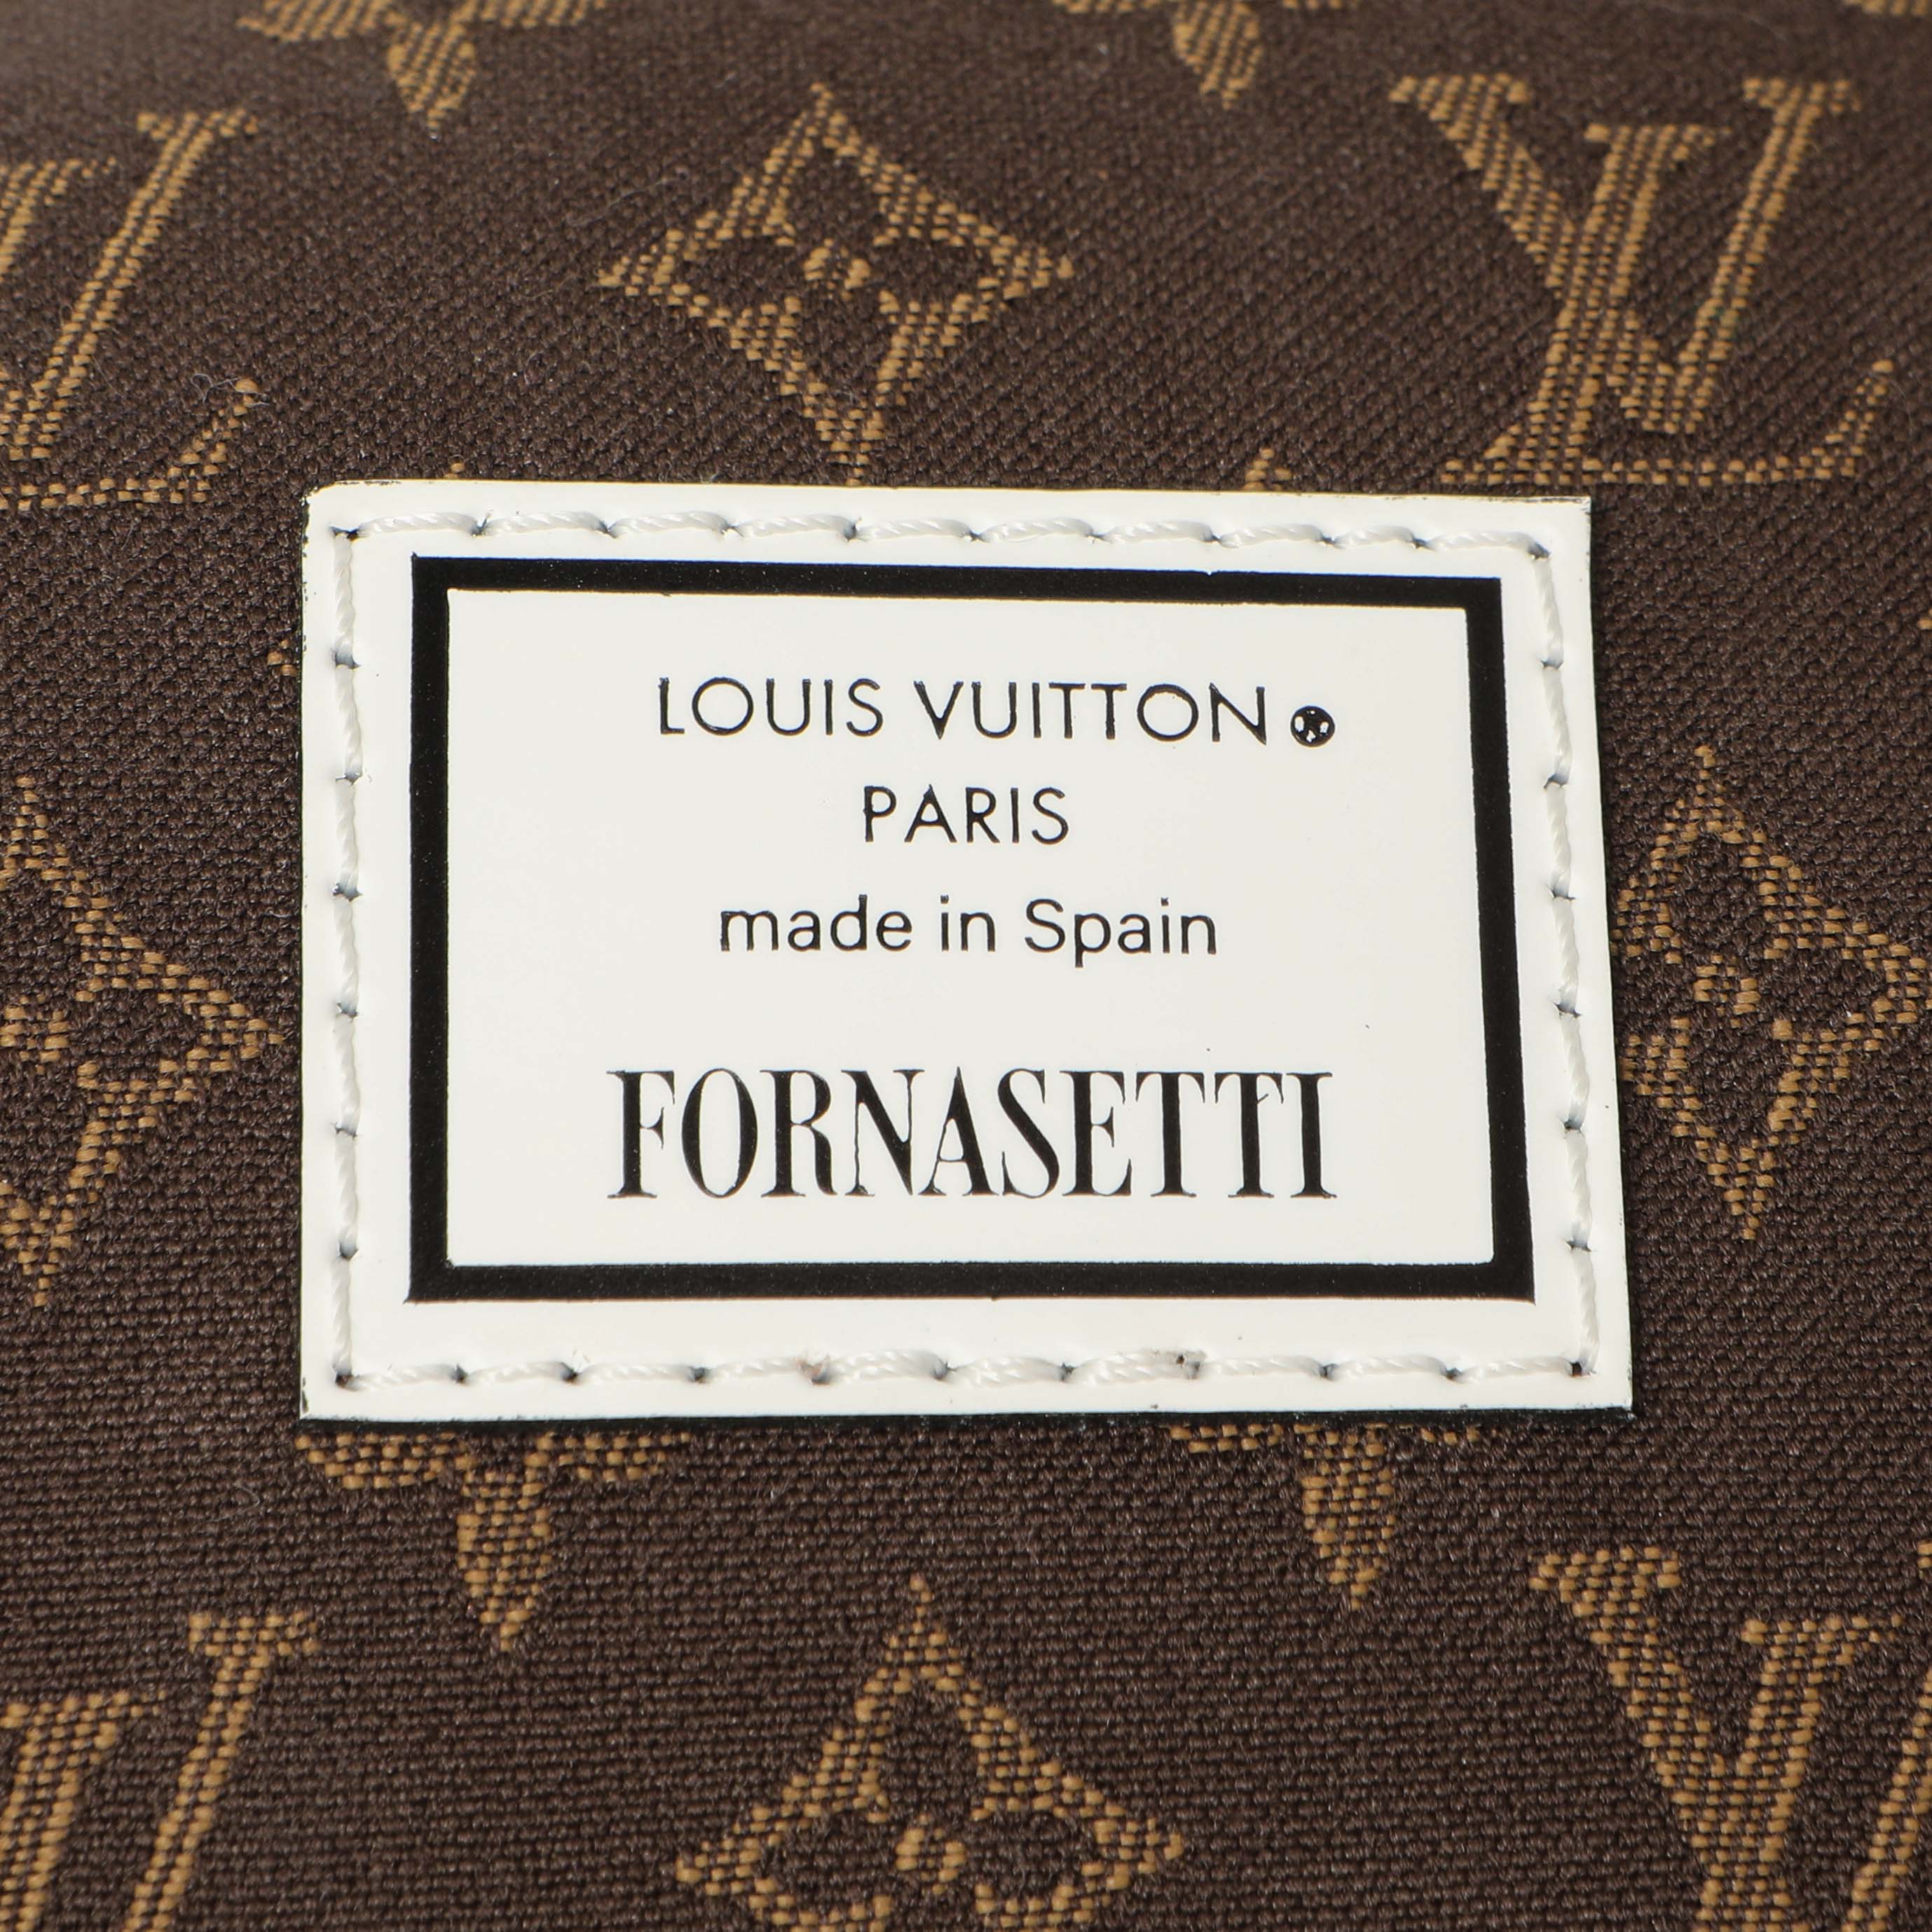 LOUIS VUITTON
PARIS
made in Spain
FORNASETTI